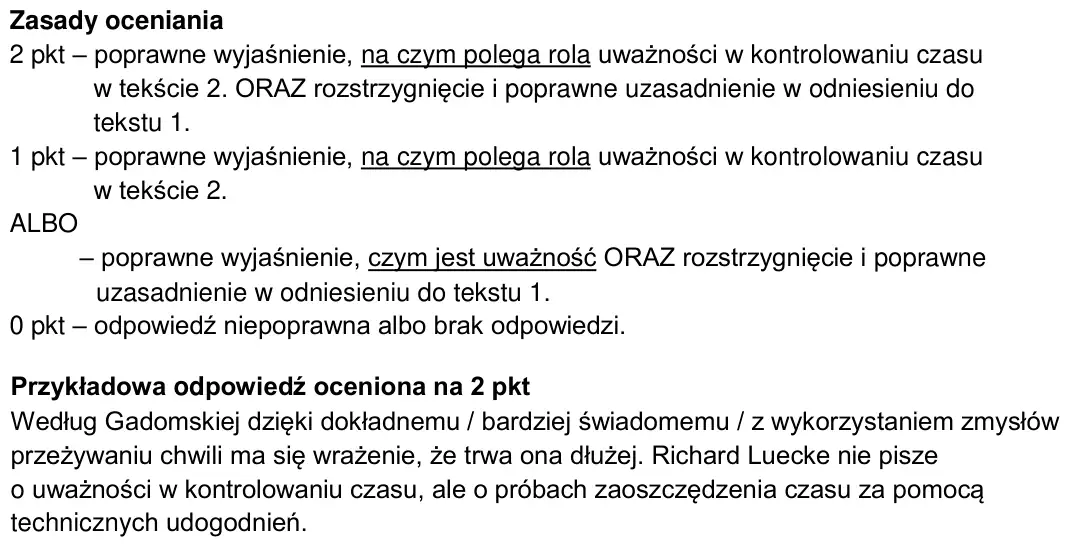 Zasady oceniania
2 pkt – poprawne wyjaśnienie, na czym polega rola uważności w kontrolowaniu czasu
w tekście 2. ORAZ rozstrzygnięcie i poprawne uzasadnienie w odniesieniu do
tekstu 1.
1 pkt – poprawne wyjaśnienie, na czym polega rola uważności w kontrolowaniu czasu
w tekście 2.
ALBO
– poprawne wyjaśnienie, czym jest uważność ORAZ rozstrzygnięcie i poprawne
uzasadnienie w odniesieniu do tekstu 1.
0 pkt – odpowiedź niepoprawna albo brak odpowiedzi.
Przykładowa odpowiedź oceniona na 2 pkt
Według Gadomskiej dzięki dokładnemu / bardziej świadomemu / z wykorzystaniem zmysłów
przeżywaniu chwili ma się wrażenie, że trwa ona dłużej. Richard Luecke nie pisze
o uważności w kontrolowaniu czasu, ale o próbach zaoszczędzenia czasu za pomocą
technicznych udogodnień.